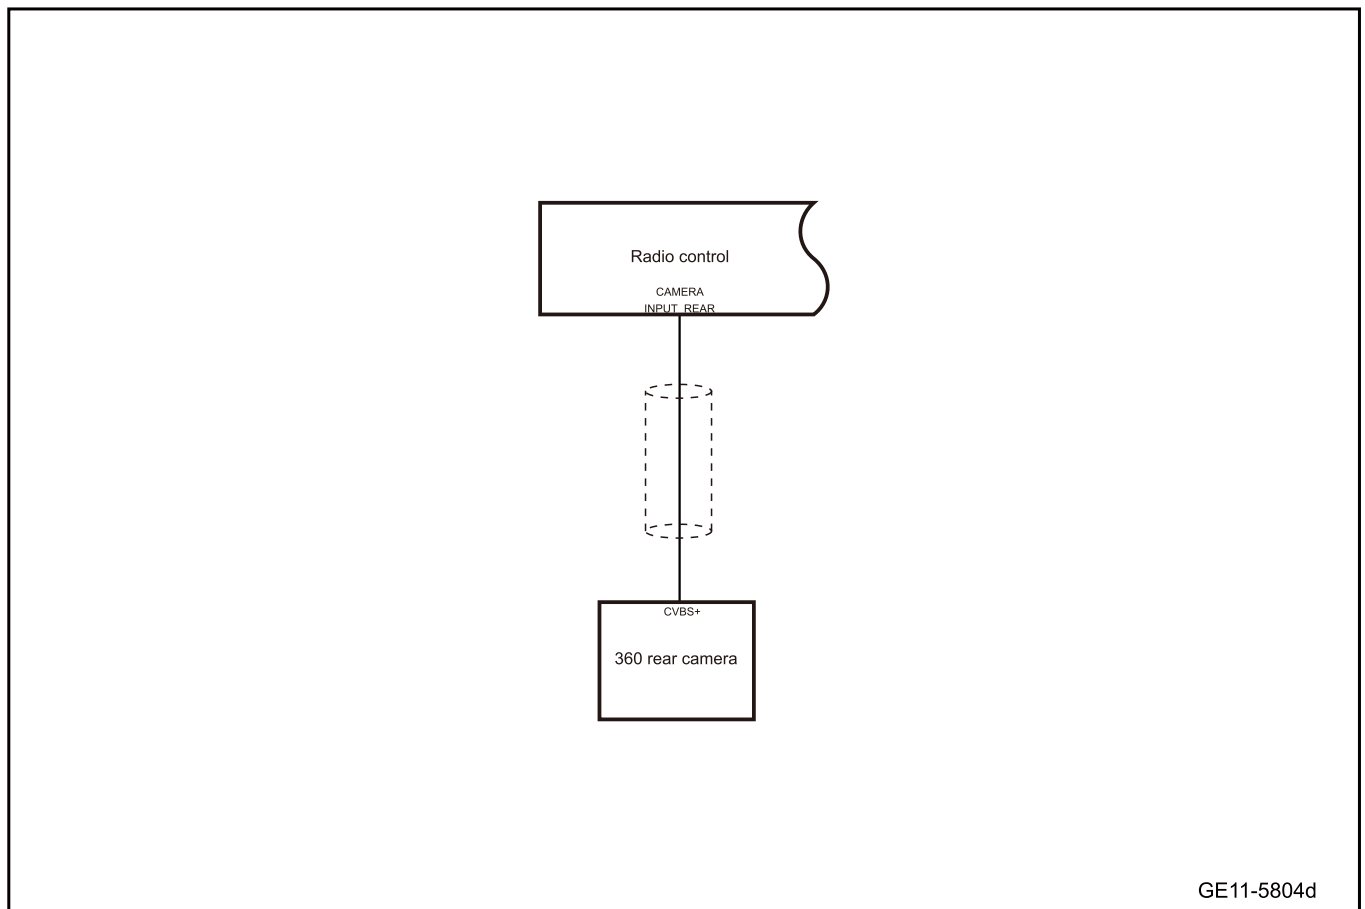 Radio control
CAMERA
INPUT_REAR
CVBS+
360 rear camera
GE11-5804d